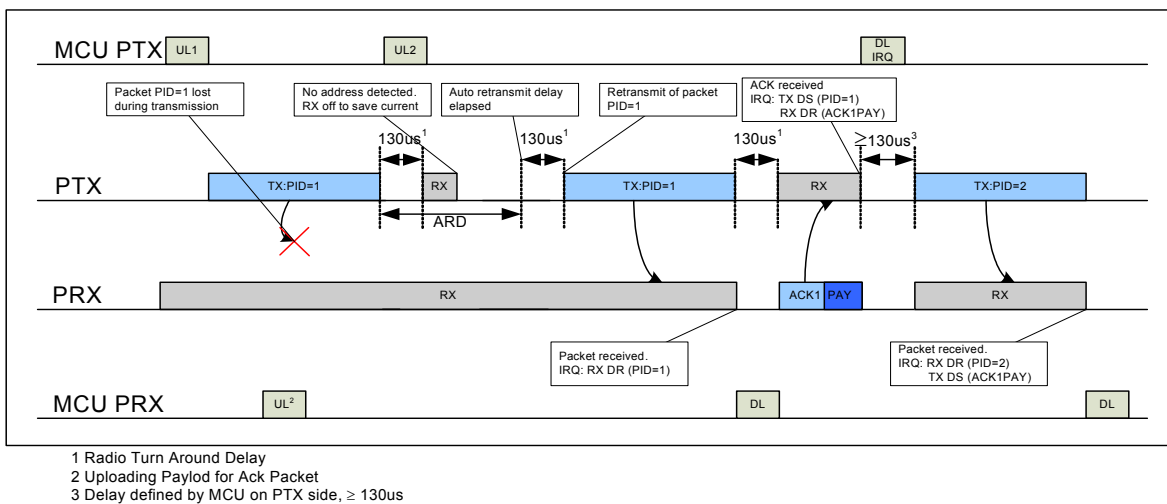 MCU PTX
UL1
UL2
DL
IRQ
Packet PID=1 lost
during transmission
No address detected.
RX off to save current
Auto retransmit delay
elapsed
Retransmit of packet
PID=1
ACK received
IRQ: TX DS (PID=1)
RX DR (ACK1PAY)
130us¹
130us¹
130us¹
≥130us³
PTX
TX:PID=1
RX
TX:PID=1
RX
TX:PID=2
ARD
PRX
RX
ACK1
PAY
RX
Packet received.
IRQ: RX DR (PID=1)
Packet received.
IRQ: RX DR (PID=2)
TX DS (ACK1PAY)
MCU PRX
UL²
DL
DL
1 Radio Turn Around Delay
2 Uploading Paylod for Ack Packet
3 Delay defined by MCU on PTX side, ≥ 130us